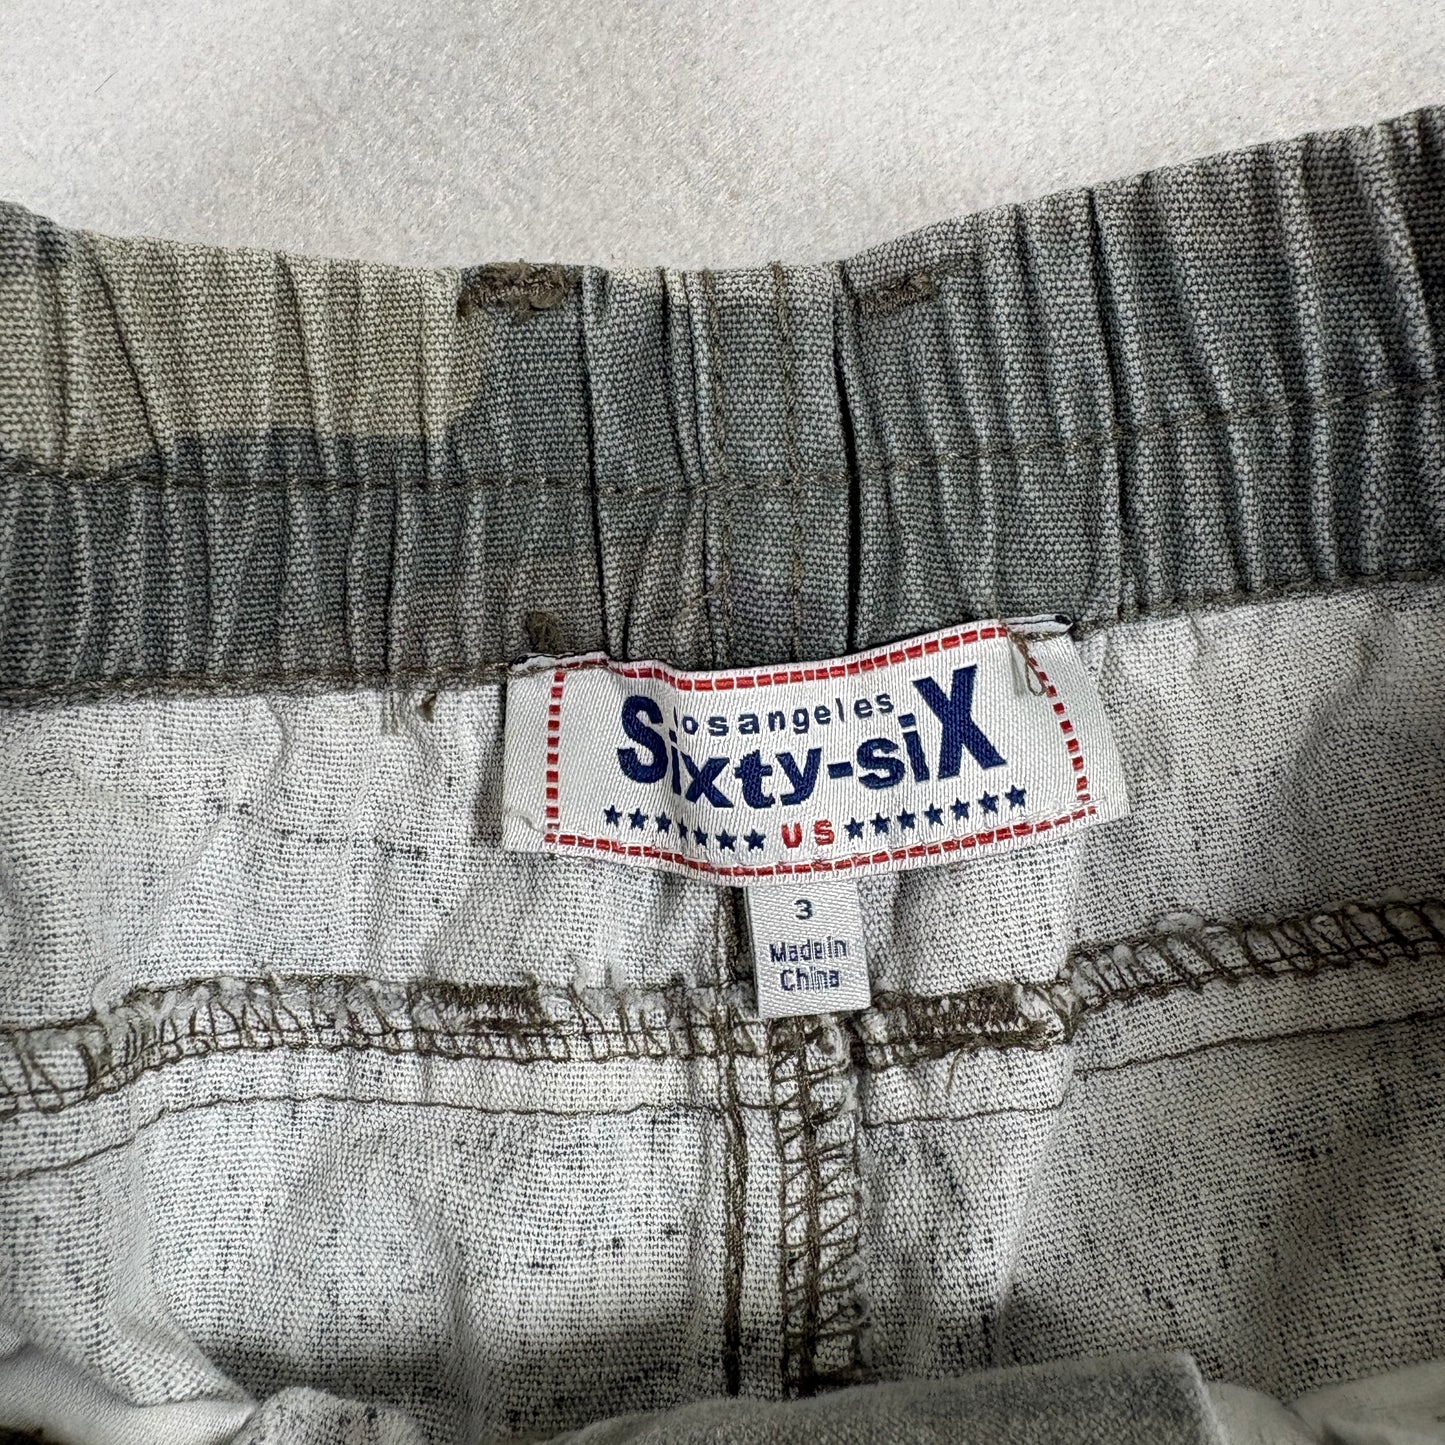 Losangeles
Sixty-siX
US
3
Made in
China